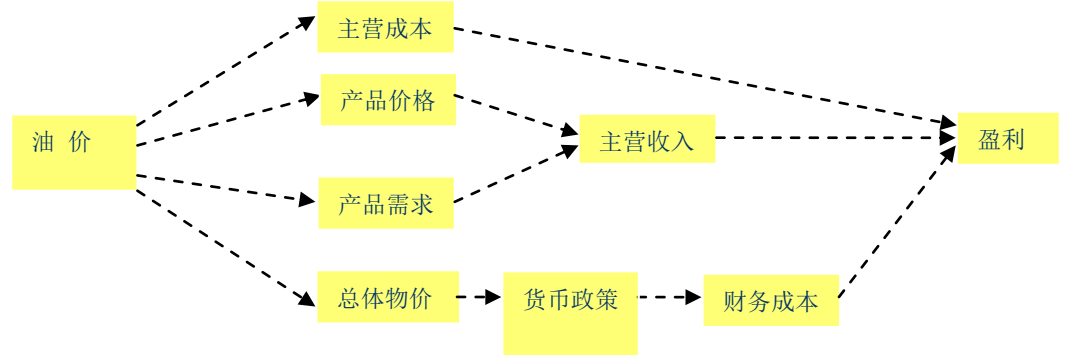 主营成本
产品价格
油 价
主营收入
盈利
产品需求
总体物价
货币政策
财务成本